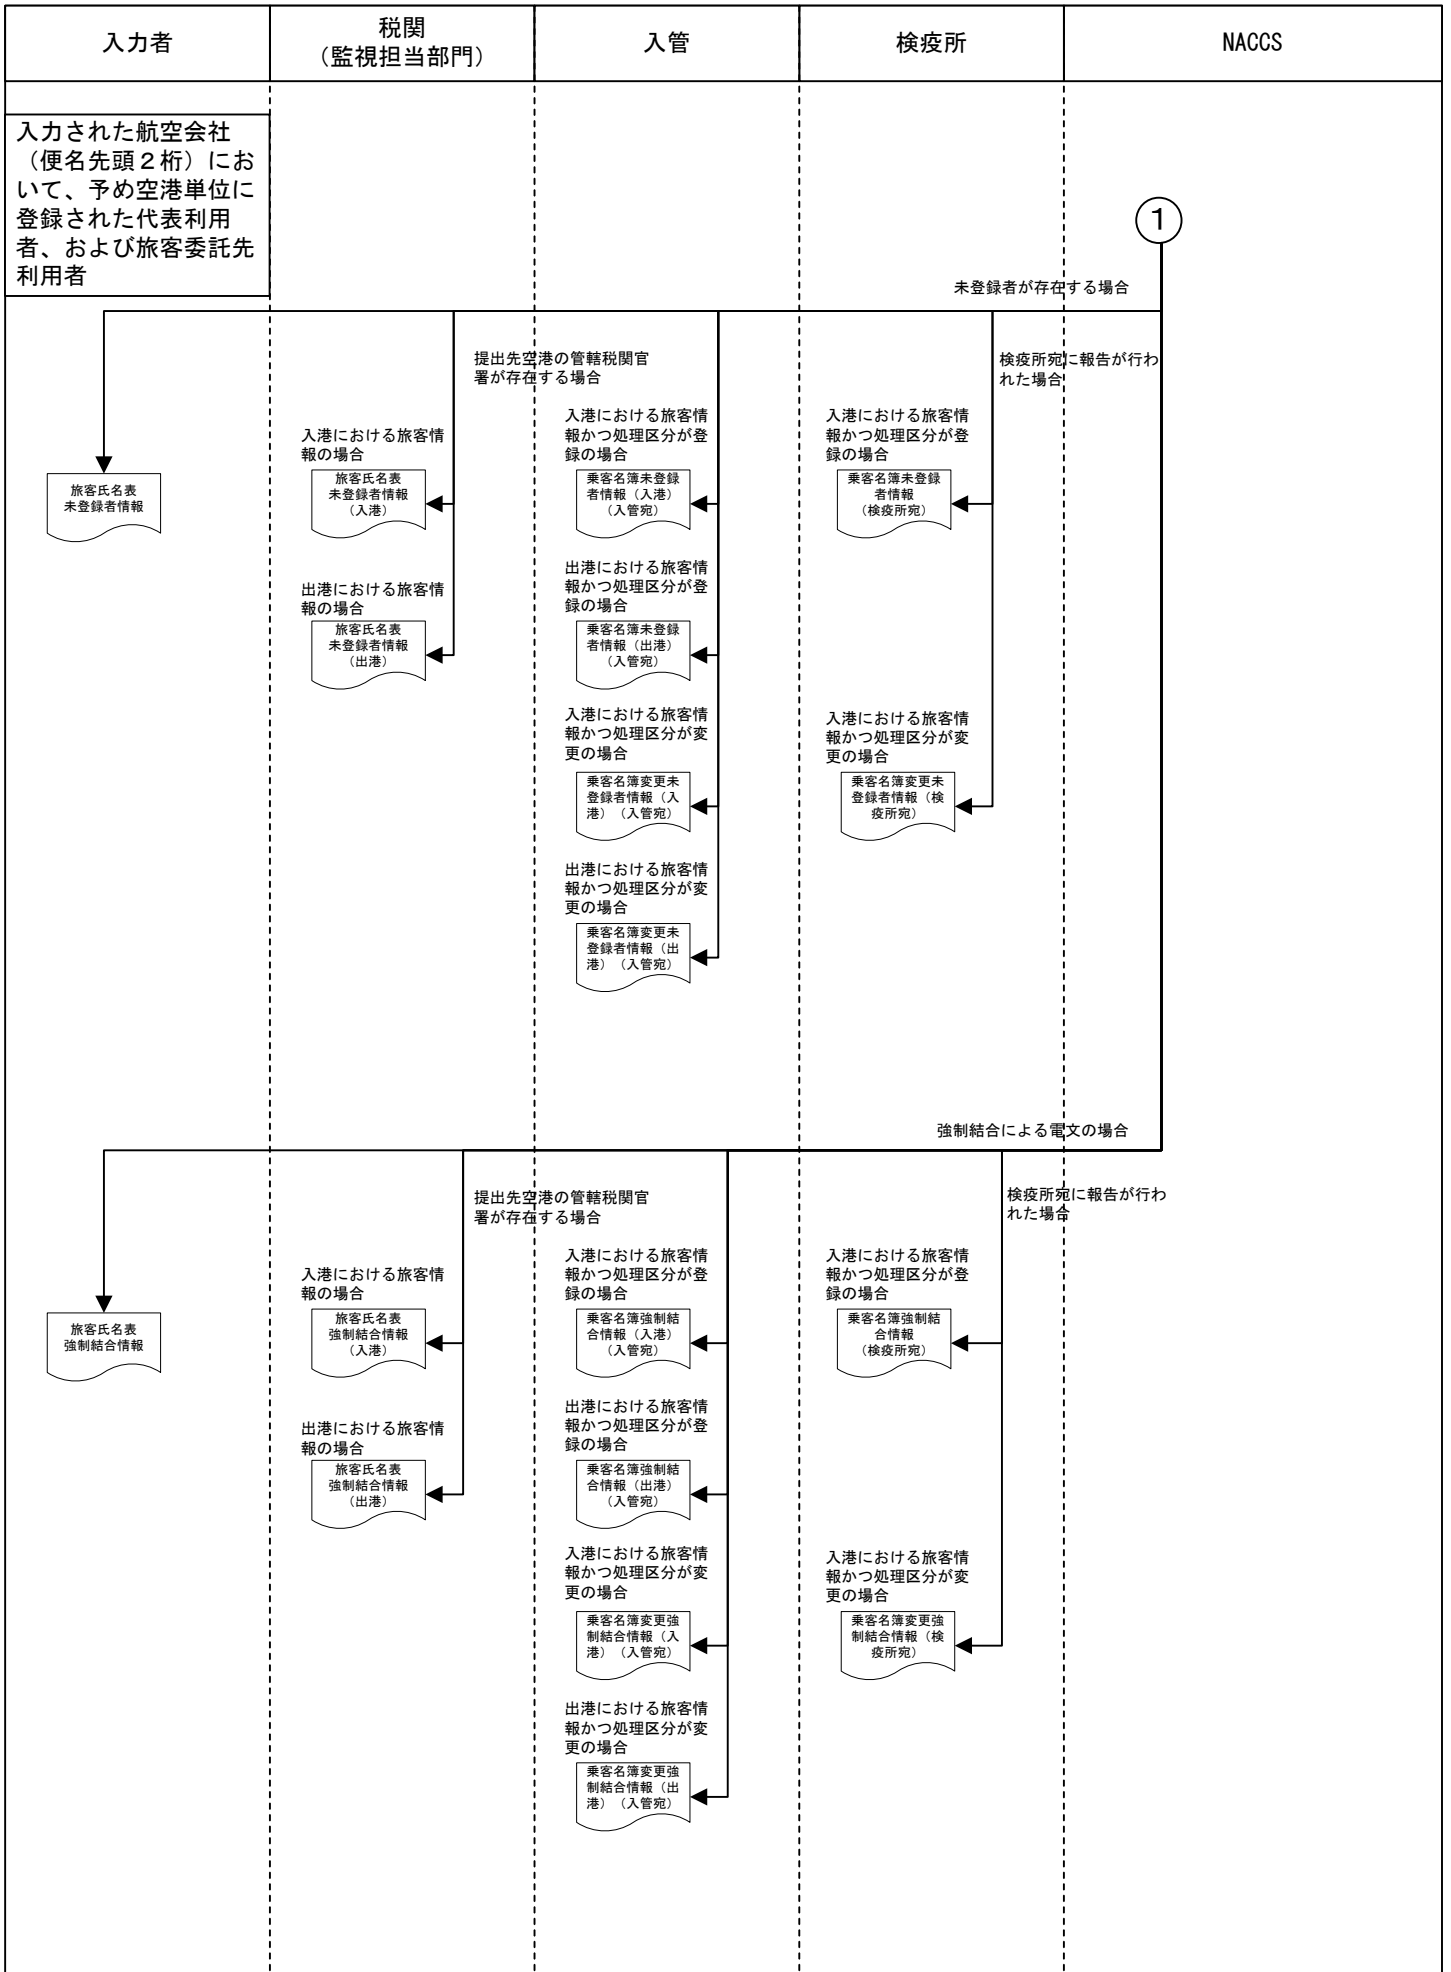 入力者
税関
（監視担当部門）
入管
検疫所
NACCS
入力された航空会社
（便名先頭２桁）にお
いて、予め空港単位に
登録された代表利用
者、および旅客委託先
利用者
1
未登録者が存在する場合
提出先空港の管轄税関官
署が存在する場合
検疫所宛に報告が行わ
れた場合
旅客氏名表
未登録者情報
入港における旅客情
報の場合
旅客氏名表
未登録者情報
（入港）
出港における旅客情
報の場合
旅客氏名表
未登録者情報
（出港）
入港における旅客情
報かつ処理区分が登
録の場合
乗客名簿未登録
者情報（入港）
（入管宛）
出港における旅客情
報かつ処理区分が登
録の場合
乗客名簿未登録
者情報（出港）
（入管宛）
入港における旅客情
報かつ処理区分が変
更の場合
乗客名簿変更未
登録者情報（入
港）（入管宛）
出港における旅客情
報かつ処理区分が変
更の場合
乗客名簿変更未
登録者情報（出
港）（入管宛）
入港における旅客情
報かつ処理区分が登
録の場合
乗客名簿未登録
者情報
（検疫所宛）
入港における旅客情
報かつ処理区分が変
更の場合
乗客名簿変更未
登録者情報（検
疫所宛）
強制結合による電文の場合
提出先空港の管轄税関官
署が存在する場合
検疫所宛に報告が行わ
れた場合
旅客氏名表
強制結合情報
入港における旅客情
報の場合
旅客氏名表
強制結合情報
（入港）
出港における旅客情
報の場合
旅客氏名表
強制結合情報
（出港）
入港における旅客情
報かつ処理区分が登
録の場合
乗客名簿強制結
合情報（入港）
（入管宛）
出港における旅客情
報かつ処理区分が登
録の場合
乗客名簿強制結
合情報（出港）
（入管宛）
入港における旅客情
報かつ処理区分が変
更の場合
乗客名簿変更強
制結合情報（入
港）（入管宛）
出港における旅客情
報かつ処理区分が変
更の場合
乗客名簿変更強
制結合情報（出
港）（入管宛）
入港における旅客情
報かつ処理区分が登
録の場合
乗客名簿強制結
合情報
（検疫所宛）
入港における旅客情
報かつ処理区分が変
更の場合
乗客名簿変更強
制結合情報（検
疫所宛）